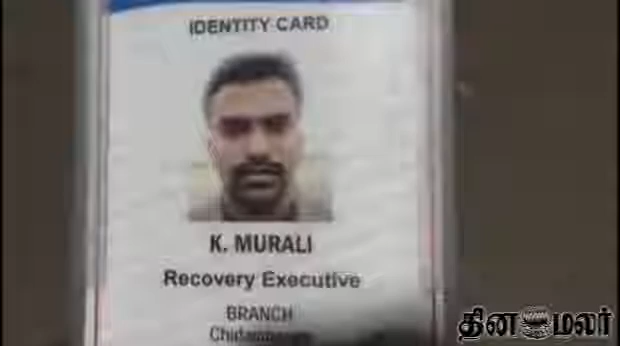 IDENTITY CARD
K. MURALI
Recovery Executive
BRANCH
தினமலர்